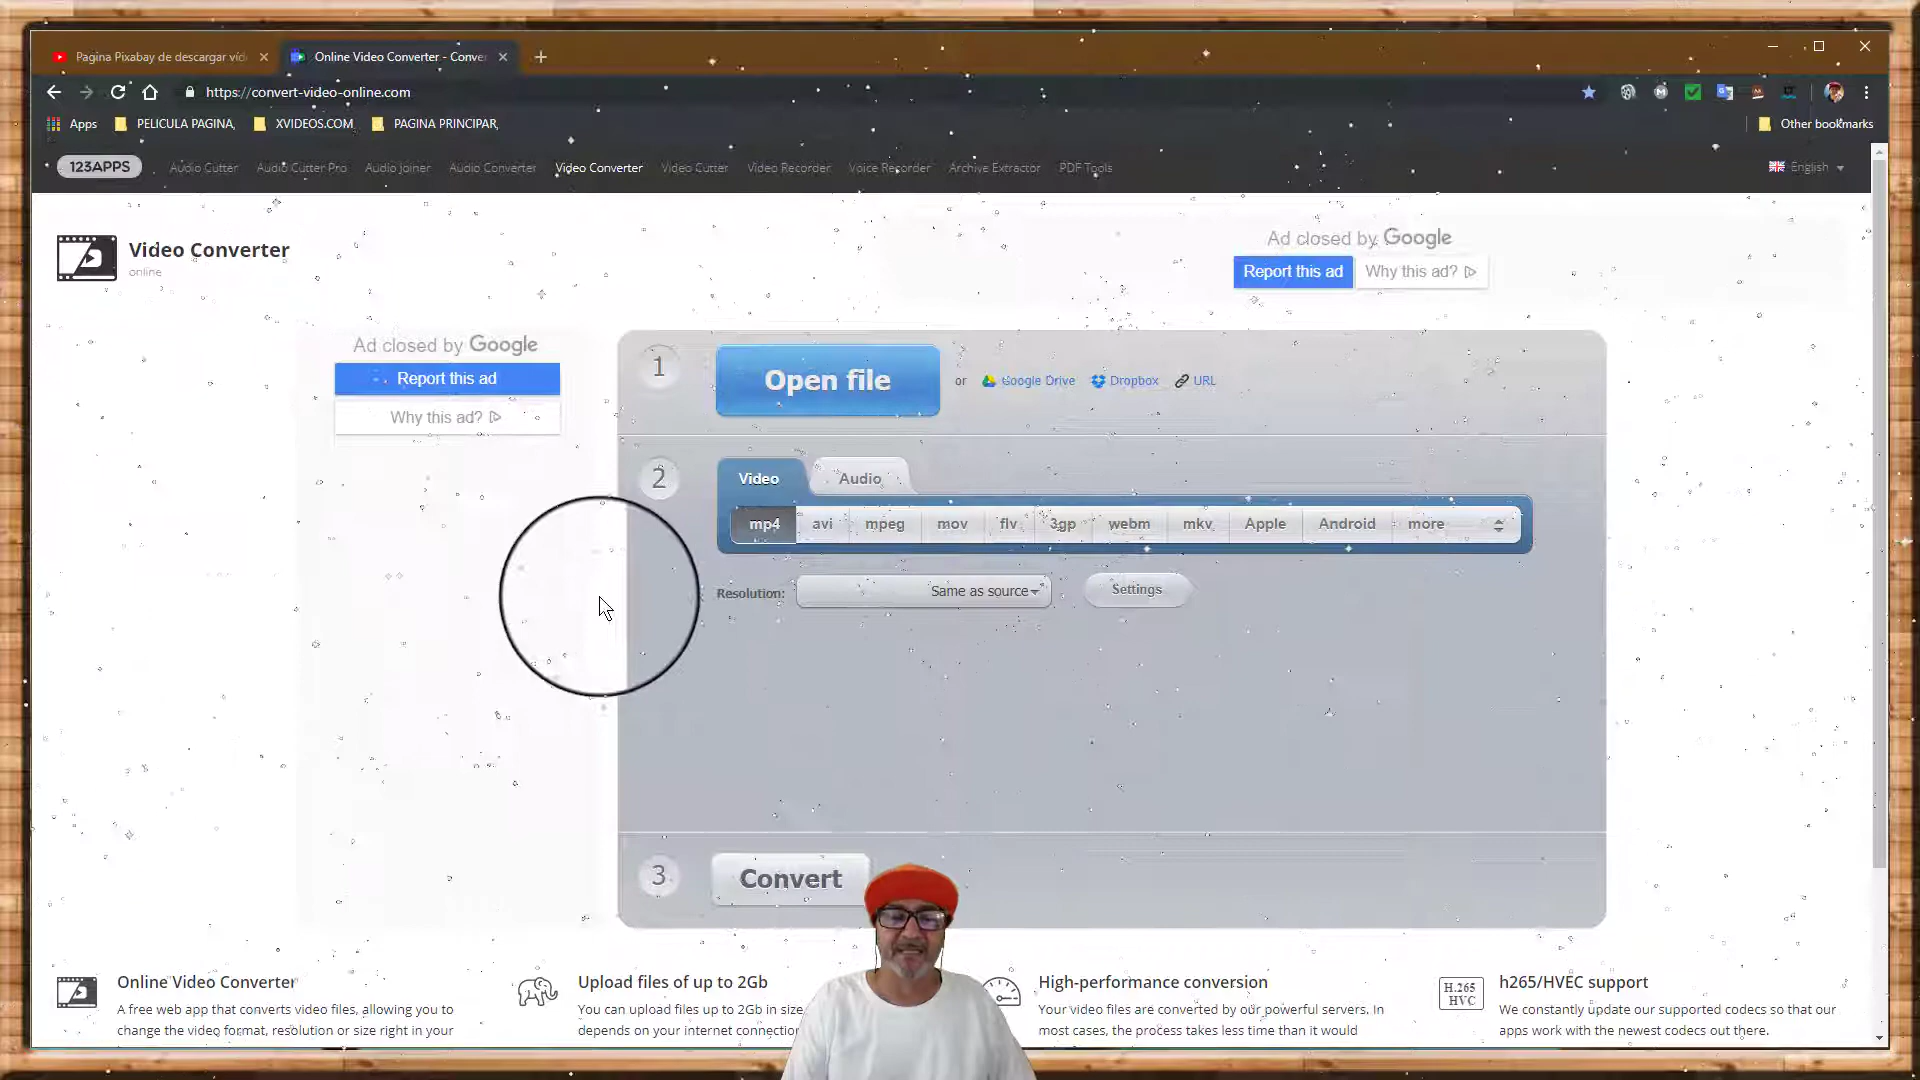 Pagina Pixabay de descargar víd
Online Video Converter - Conver
https://convert-video-online.com
Apps
PELICULA PAGINA,
XVIDEOS.COM
PAGINA PRINCIPAR,
Other bookmarks
123APPS
Audio Cutter
Audio Cutter Pro
Audio Joiner
Audio Converter
Video Converter
Video Cutter
Video Recorder
Voice Recorder
Archive Extractor
PDF Tools
English
Video Converter
online
Ad closed by Google
Report this ad
Why this ad?
Ad closed by Google
Report this ad
Why this ad?
1
Open file
or
Google Drive
Dropbox
URL
2
Video
Audio
mp4
avi
mpeg
mov
flv
3gp
webm
mkv
Apple
Android
more
Resolution:
Same as source
Settings
3
Convert
Online Video Converter
A free web app that converts video files, allowing you to
change the video format, resolution or size right in your
Upload files of up to 2Gb
You can upload files up to 2Gb in size
depends on your internet connection
High-performance conversion
Your video files are converted by our powerful servers. In
most cases, the process takes less time than it would
H.265
HVC
h265/HVEC support
We constantly update our supported codecs so that our
apps work with the newest codecs out there.